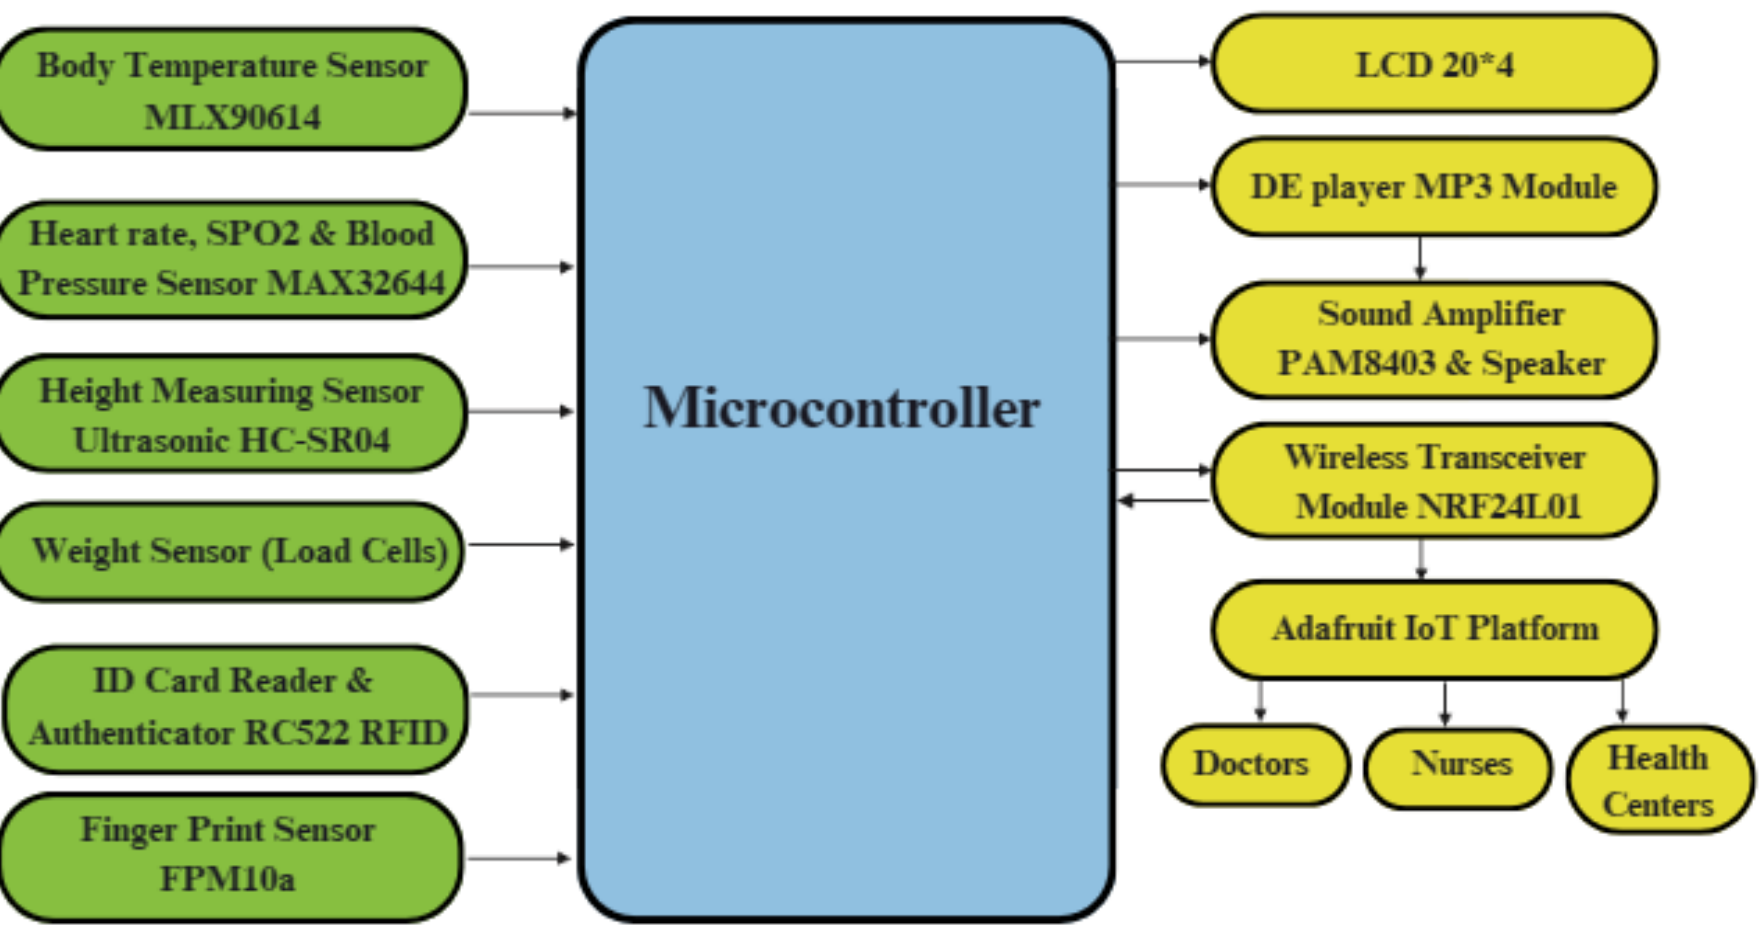 Body Temperature Sensor
MLX90614
Heart rate, SPO2 & Blood
Pressure Sensor MAX32644
Height Measuring Sensor
Ultrasonic HC-SR04
Weight Sensor (Load Cells)
ID Card Reader &
Authenticator RC522 RFID
Finger Print Sensor
FPM10a
Microcontroller
LCD 20*4
DE player MP3 Module
Sound Amplifier
PAM8403 & Speaker
Wireless Transceiver
Module NRF24L01
Adafruit IoT Platform
Doctors
Nurses
Health
Centers